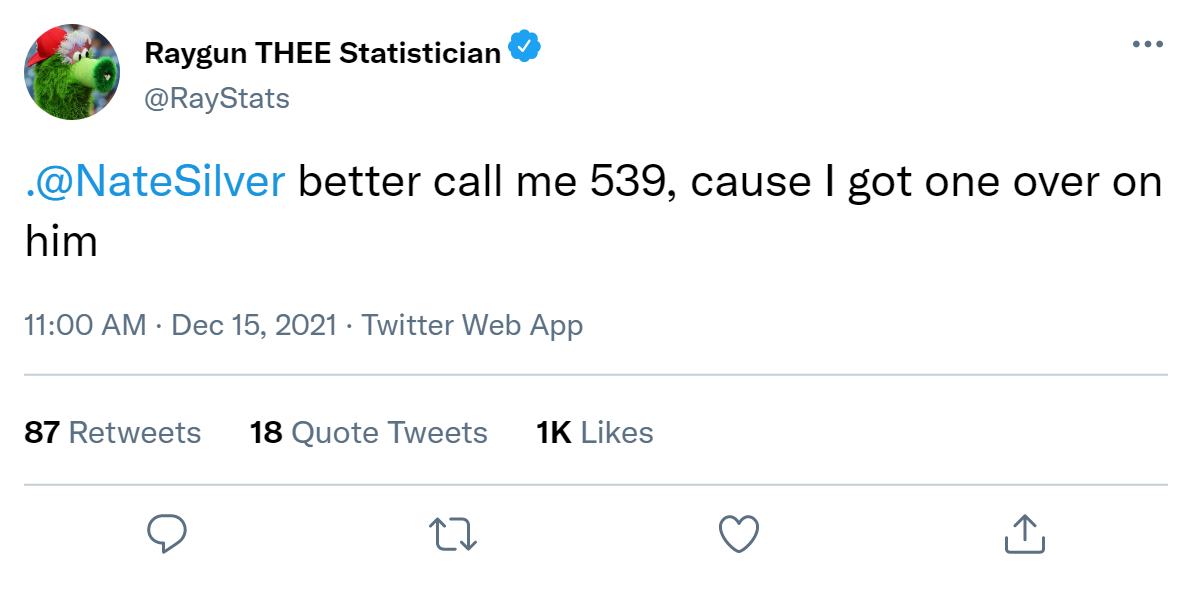 Raygun THEE Statistician
@RayStats
.@NateSilver better call me 539, cause I got one over on
him
11:00 AM · Dec 15, 2021 · Twitter Web App
87 Retweets 18 Quote Tweets 1K Likes